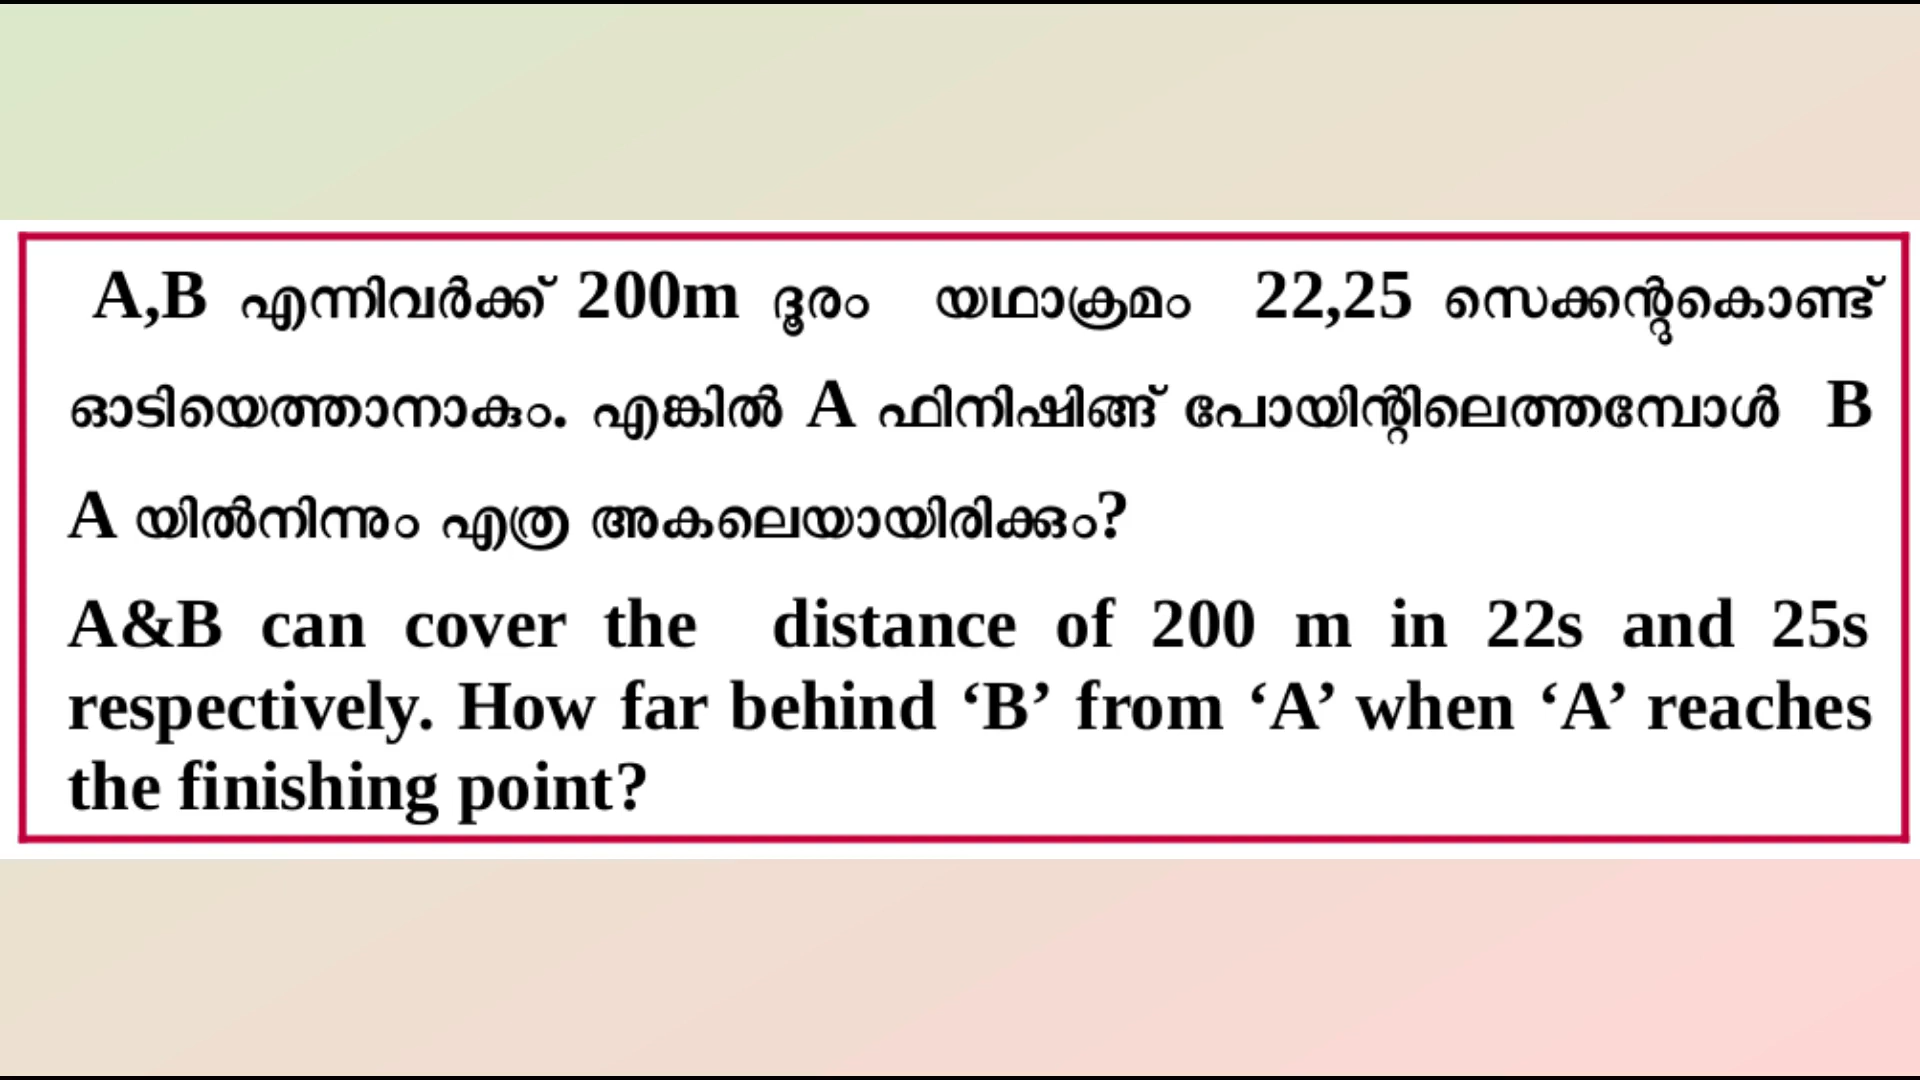 A,B എന്നിവർക്ക് 200m ദൂരം യഥാക്രമം 22,25 സെക്കന്റുകൊണ്ട്
ഓടിയെത്താനാകും. എങ്കിൽ A ഫിനിഷിങ്ങ് പോയിന്റിലെത്തമ്പോൾ B
A യിൽനിന്നും എത്ര അകലെയായിരിക്കും?
A&B can cover the distance of 200 m in 22s and 25s
respectively. How far behind ‘B’ from ‘A’ when ‘A’ reaches
the finishing point?